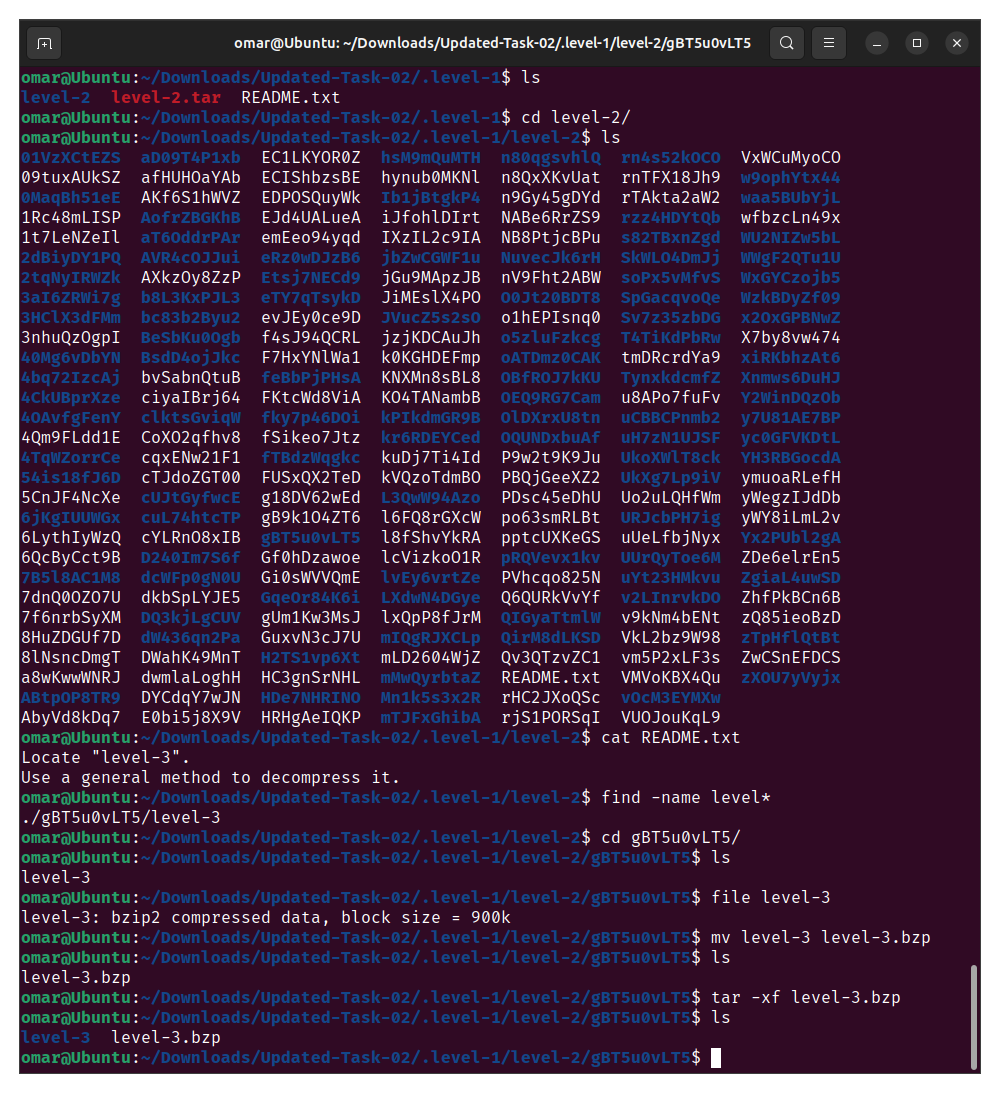 omar@Ubuntu: ~/Downloads/Updated-Task-02/.level-1/level-2/gBT5u0vLT5
omar@Ubuntu:~/Downloads/Updated-Task-02/.level-1$ ls
level-2  level-2.tar  README.txt
omar@Ubuntu:~/Downloads/Updated-Task-02/.level-1$ cd level-2/
omar@Ubuntu:~/Downloads/Updated-Task-02/.level-1/level-2$ ls
01VzXCtEZS  aD09T4P1xb  EC1LKYOR0Z  hsM9mQuMTH  n80qgsvhlQ  rn4s52kOCO  VxWCuMyoCO
09tuxAUkSZ  afHUHOaYAb  ECIShbzsBE  hynub0MKNl  n8QxXKvUat  rnTFX18Jh9  w9ophYtx44
0MaqBh51eE  AKf6S1hWVZ  EDPOSQuyWk  Ib1jBtgkP4  n9Gy45gDYd  rTAkta2aW2  waa5BUbYjL
1Rc48mLISP  AofrZBGKhB  EJd4UALueA  iJfohlDIrt  NABe6RrZS9  rzz4HDYtQb  wfbzcLn49x
1t7LeNZeIl  aT6OddrPAr  emEeo94yqd  IXzIL2c9IA  NB8PtjcBPu  s82TBxnZgd  WU2NIZw5bL
2dBiyDY1PQ  AVR4cOJJui  eRz0wDJzB6  jbZwCGWF1u  NuvecJk6rH  SkWLO4DmJj  WWgF2QTu1U
2tqNyIRWZk  AXkzOy8ZzP  Etsj7NECd9  jGu9MApzJB  nV9Fht2ABW  soPx5vMfvS  WxGYCzojb5
3aI6ZRWi7g  b8L3KxPJL3  eTY7qTsykD  JiMEslX4PO  O0Jt20BDT8  SpGacqvoQe  WzkBDyZf09
3HClX3dFMm  bc83b2Byu2  evJEy0ce9D  JVucZ5s2sO  o1hEPIsnq0  Sv7z35zbDG  x2OxGPBNwZ
3nhuQzOgpI  BeSbKu0Ogb  f4sJ94QCRL  jzjKDCAuJh  o5zluFzkcg  T4TiKdPbRw  X7by8vw474
40Mg6vDbYN  BsdD4ojJkc  F7HxYNlWa1  k0KGHDEFmp  oATDmz0CAK  tmDRcrdYa9  xiRKbhzAt6
4bq72IzcAj  bvSabnQtuB  feBbPjPHsA  KNXMn8sBL8  OBfROJ7kKU  TynxkdcmfZ  Xnmws6DuHJ
4CkUBprXze  ciyaIBrj64  FKtcWd8ViA  KO4TANambB  OEQ9RG7Cam  u8APo7fuFv  Y2WinDQzOb
4OAvfgFenY  clktsGviqW  fky7p46DOi  kPIkdmGR9B  OlDXrxU8tn  uCBBCPnmb2  y7U81AE7BP
4Qm9FLdd1E  CoXO2qfhv8  fSikeo7Jtz  kr6RDEYCed  OQUNDxbuAf  uH7zN1UJSF  yc0GFVKDtL
4TqWZorrCe  cqxENw21F1  fTBdzWqgkc  kuDj7Ti4Id  P9w2t9K9Ju  UkoXWlT8ck  YH3RBGocdA
54is18fJ6D  cTJdoZGT00  FUSxQX2TeD  kVQzoTdmBO  PBQjGeeXZ2  UkXg7Lp9iV  ymuoaRLefH
5CnJF4NcXe  cUJtGyfwcE  g18DV62wEd  L3QwW94Azo  PDsc45eDhU  Uo2uLQHfWm  yWegzIJdDb
6jKgIUUWGx  cuL74htcTP  gB9k1O4ZT6  l6FQ8rGXcW  po63smRLBt  URJcbPH7ig  yWY8iLmL2v
6LythIyWzQ  cYLRnO8xIB  gBT5u0vLT5  l8fShvYkRA  pptcUXKeGS  uUeLfbjNyx  Yx2PUbl2gA
6QcByCct9B  D240Im7S6f  Gf0hDzawoe  lcVizkoO1R  pRQVevx1kv  UUrQyToe6M  ZDe6elrEn5
7B5l8AC1M8  dcWFp0gN0U  Gi0sWVVQmE  lvEy6vrtZe  PVhcqo825N  uYt23HMkvu  ZgiaL4uwSD
7dnQ0OZO7U  dkbSpLYJE5  GqeOr84K6i  LXdwN4DGye  Q6QURkVvYf  v2LInrvkDO  ZhfPkBCn6B
7f6nrbSyXM  DQ3kjLgCUV  gUm1Kw3MsJ  lxQpP8fJrM  QIGyaTtmlW  v9kNm4bENt  zQ85ieoBzD
8HuZDGUf7D  dW436qn2Pa  GuxvN3cJ7U  mIQgRJXCLp  QirM8dLKSD  VkL2bz9W98  zTpHflQtBt
8lNsncDmgT  DWahK49MnT  H2TS1vp6Xt  mLD2604WjZ  Qv3QTzvZC1  vm5P2xLF3s  ZwCSnEFDCS
a8wKwwWNRJ  dwmlaLoghH  HC3gnSrNHL  mMwQyrbtaZ  README.txt  VMVoKBX4Qu  zXOU7yVyjx
ABtpOP8TR9  DYCdqY7wJN  HDe7NHRINO  Mn1k5s3x2R  rHC2JXoQSc  vOcM3EYMXw
AbyVd8kDq7  E0bi5j8X9V  HRHgAeIQKP  mTJFxGhibA  rjS1PORSqI  VUOJouKqL9
omar@Ubuntu:~/Downloads/Updated-Task-02/.level-1/level-2$ cat README.txt
Locate "level-3".
Use a general method to decompress it.
omar@Ubuntu:~/Downloads/Updated-Task-02/.level-1/level-2$ find -name level*
./gBT5u0vLT5/level-3
omar@Ubuntu:~/Downloads/Updated-Task-02/.level-1/level-2$ cd gBT5u0vLT5/
omar@Ubuntu:~/Downloads/Updated-Task-02/.level-1/level-2/gBT5u0vLT5$ ls
level-3
omar@Ubuntu:~/Downloads/Updated-Task-02/.level-1/level-2/gBT5u0vLT5$ file level-3
level-3: bzip2 compressed data, block size = 900k
omar@Ubuntu:~/Downloads/Updated-Task-02/.level-1/level-2/gBT5u0vLT5$ mv level-3 level-3.bzp
omar@Ubuntu:~/Downloads/Updated-Task-02/.level-1/level-2/gBT5u0vLT5$ ls
level-3.bzp
omar@Ubuntu:~/Downloads/Updated-Task-02/.level-1/level-2/gBT5u0vLT5$ tar -xf level-3.bzp
omar@Ubuntu:~/Downloads/Updated-Task-02/.level-1/level-2/gBT5u0vLT5$ ls
level-3  level-3.bzp
omar@Ubuntu:~/Downloads/Updated-Task-02/.level-1/level-2/gBT5u0vLT5$